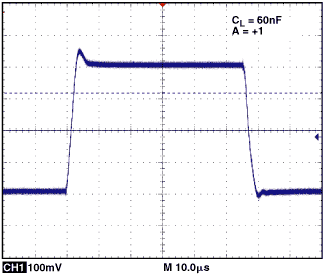 C_L = 60nF
A = +1
CH1 100mV M 10.0µs